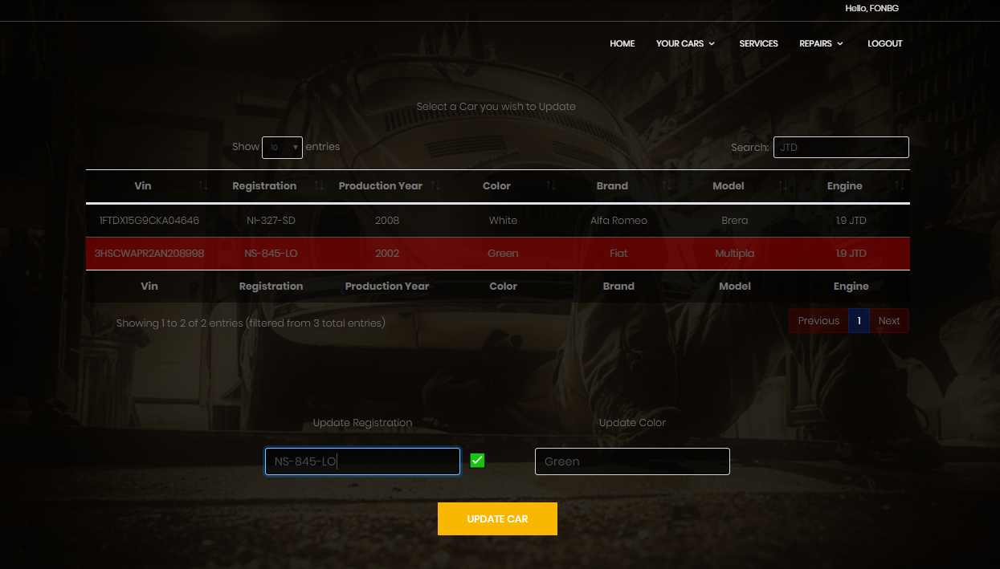 Hello, FONBG
HOME YOUR CARS SERVICES REPAIRS LOGOUT
Select a Car you wish to Update
Show 10 entries Search: JTD
Vin Registration Production Year Color Brand Model Engine
1FTDX15G9CKA04646 NI-327-SD 2008 White Alfa Romeo Brera 1.9 JTD
3HSCWAPR2AN208998 NS-845-LO 2002 Green Fiat Multipla 1.9 JTD
Vin Registration Production Year Color Brand Model Engine
Showing 1 to 2 of 2 entries (filtered from 3 total entries) Previous 1 Next
Update Registration Update Color
NS-845-LO Green
UPDATE CAR